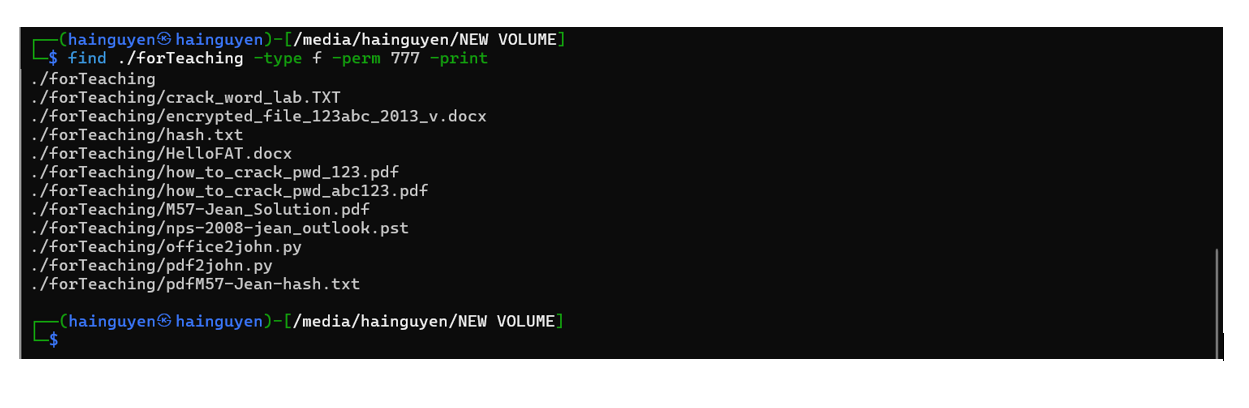 ┌──(hainguyen㉿hainguyen)-[/media/hainguyen/NEW VOLUME]
└─$ find ./forTeaching -type f -perm 777 -print
./forTeaching
./forTeaching/crack_word_lab.TXT
./forTeaching/encrypted_file_123abc_2013_v.docx
./forTeaching/hash.txt
./forTeaching/HelloFAT.docx
./forTeaching/how_to_crack_pwd_123.pdf
./forTeaching/how_to_crack_pwd_abc123.pdf
./forTeaching/M57-Jean_Solution.pdf
./forTeaching/nps-2008-jean_outlook.pst
./forTeaching/office2john.py
./forTeaching/pdf2john.py
./forTeaching/pdfM57-Jean-hash.txt
┌──(hainguyen㉿hainguyen)-[/media/hainguyen/NEW VOLUME]
└─$